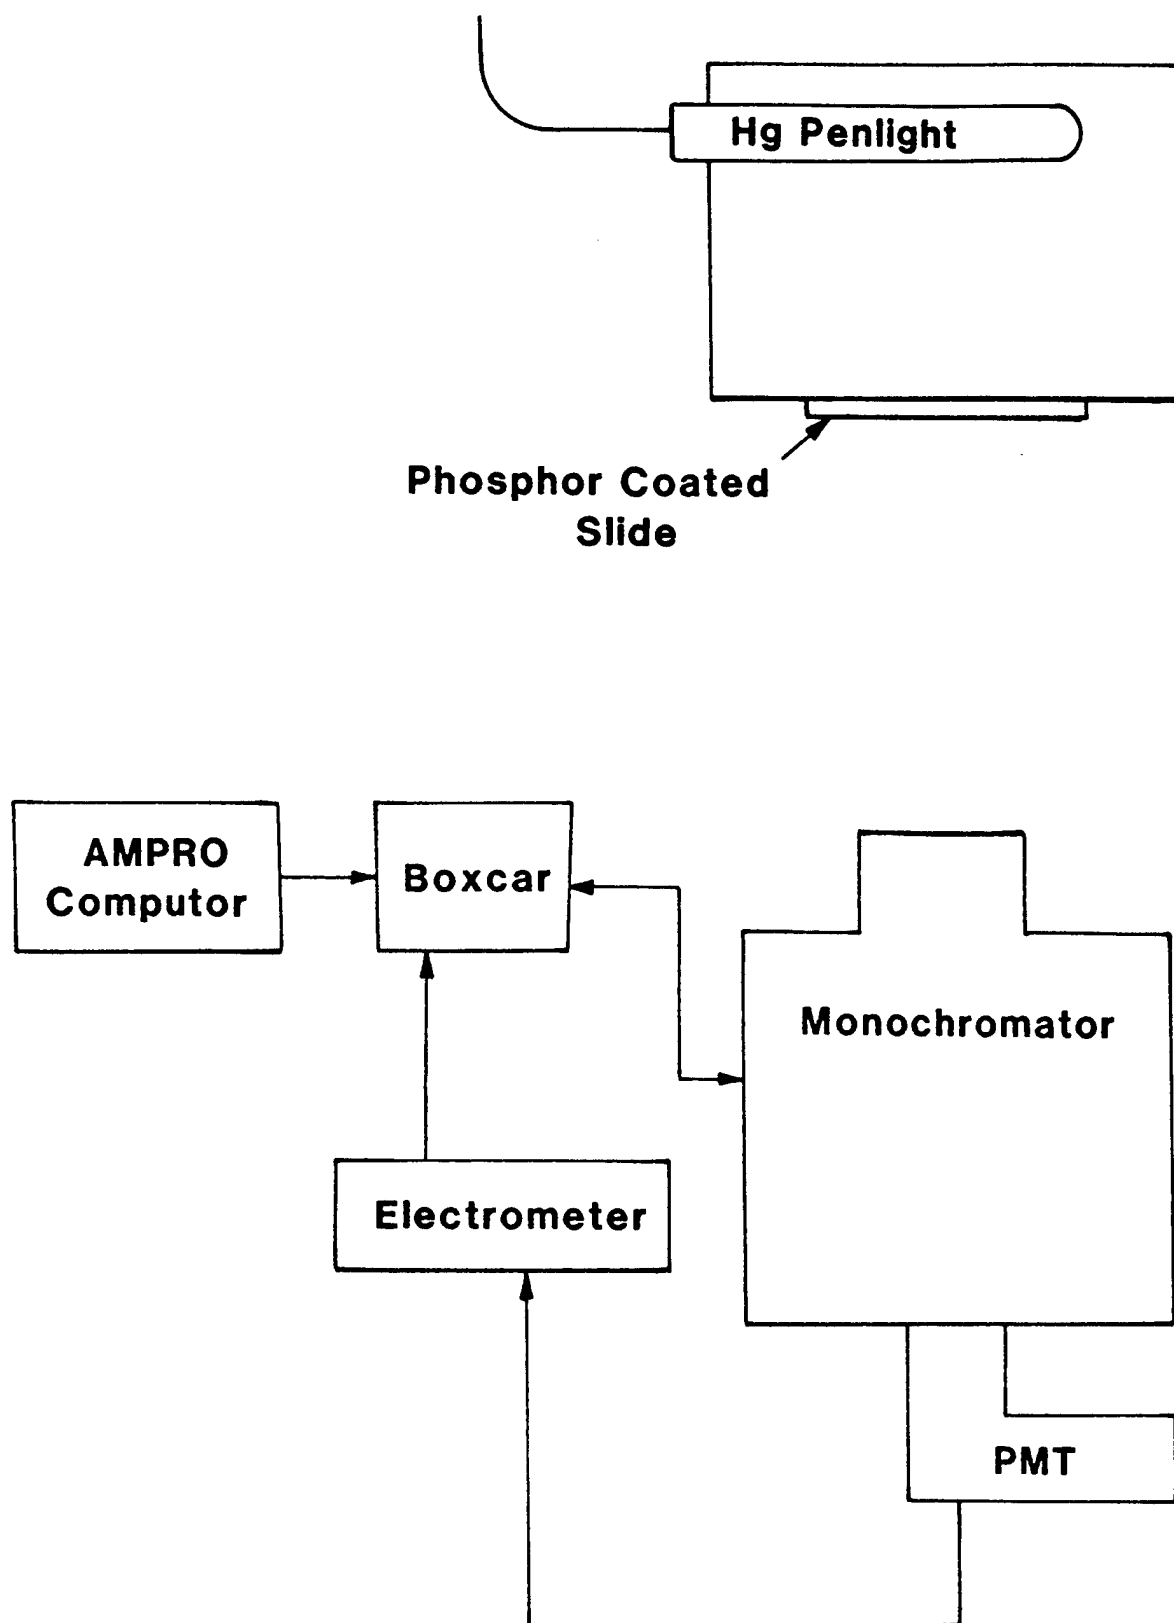 Hg Penlight
Phosphor Coated
Slide
AMPRO
Computor
Boxcar
Monochromator
Electrometer
PMT